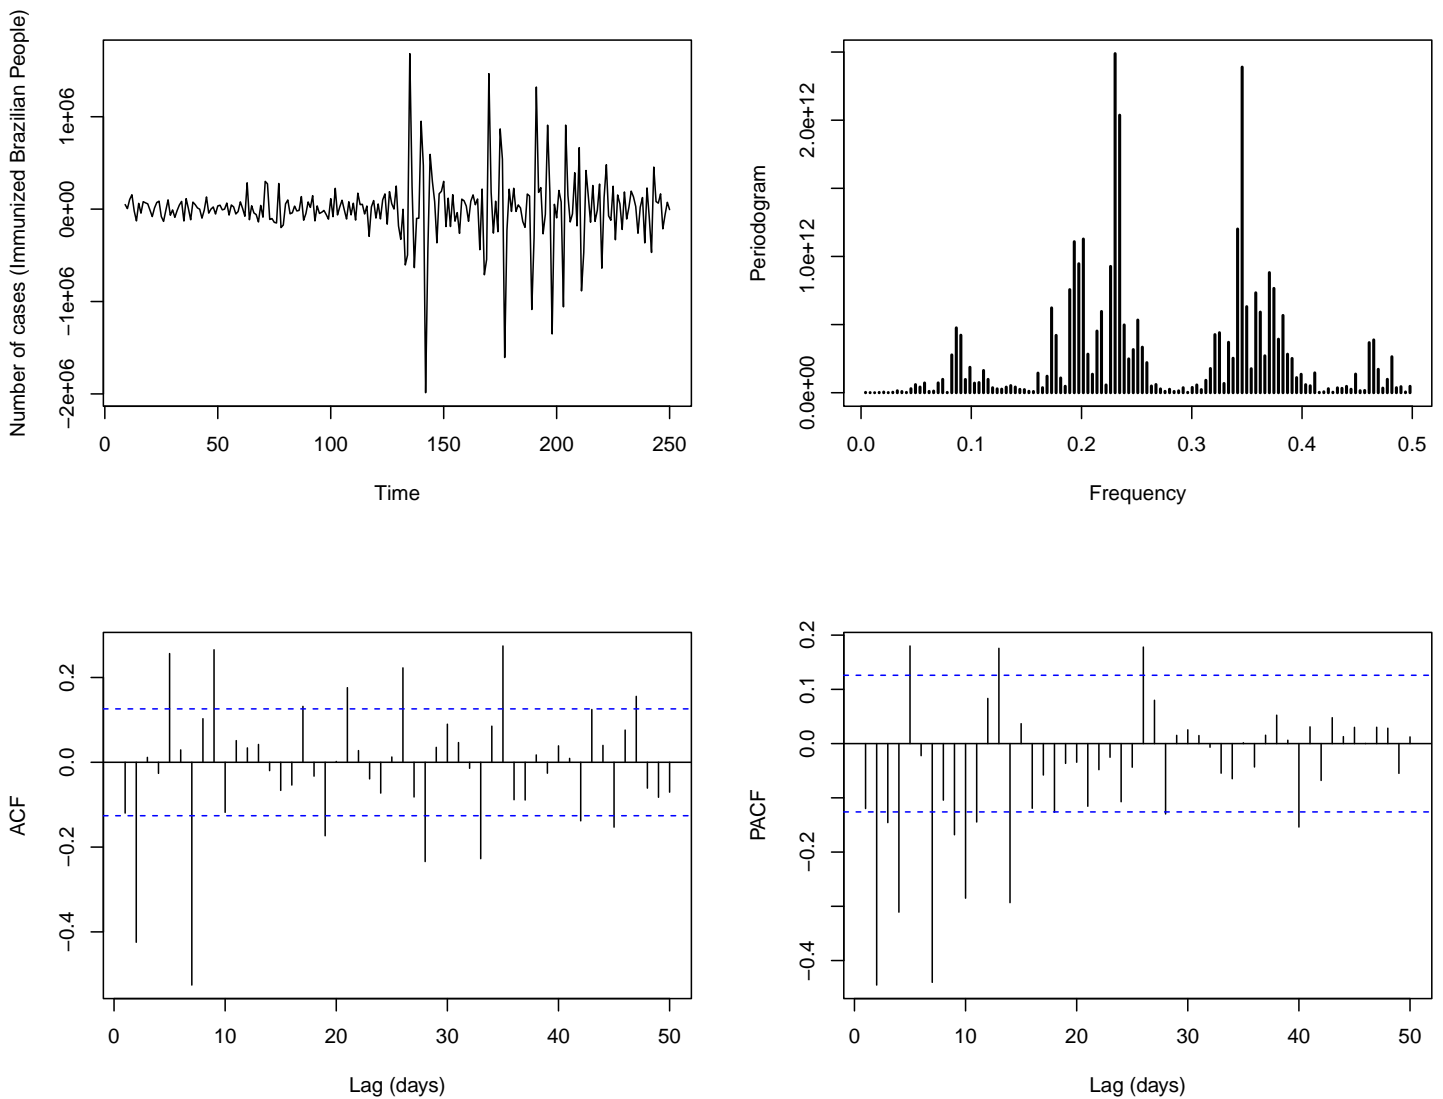 Number of cases (Immunized Brazilian People)
1e+06
0e+00
−1e+06
−2e+06
0 50 100 150 200 250
Time
Periodogram
2.0e+12
1.0e+12
0.0e+00
0.0 0.1 0.2 0.3 0.4 0.5
Frequency
ACF
0.2
0.0
−0.2
−0.4
0 10 20 30 40 50
Lag (days)
PACF
0.2
0.1
0.0
−0.2
−0.4
0 10 20 30 40 50
Lag (days)